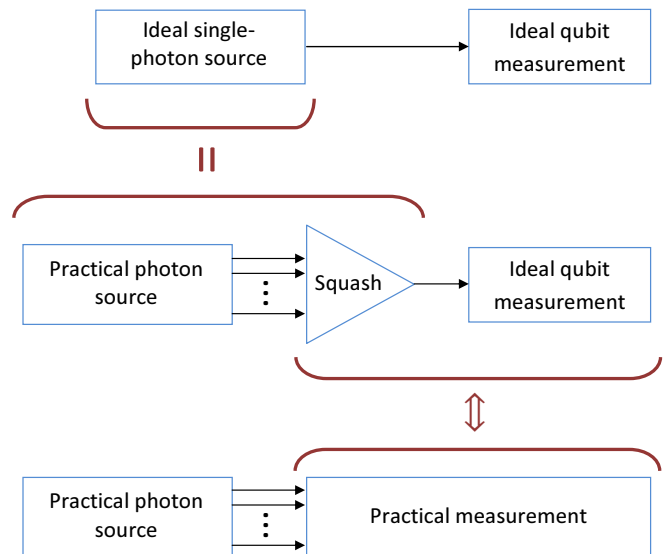 Ideal single-
photon source
Ideal qubit
measurement
Practical photon
source
Squash
Ideal qubit
measurement
Practical photon
source
Practical measurement